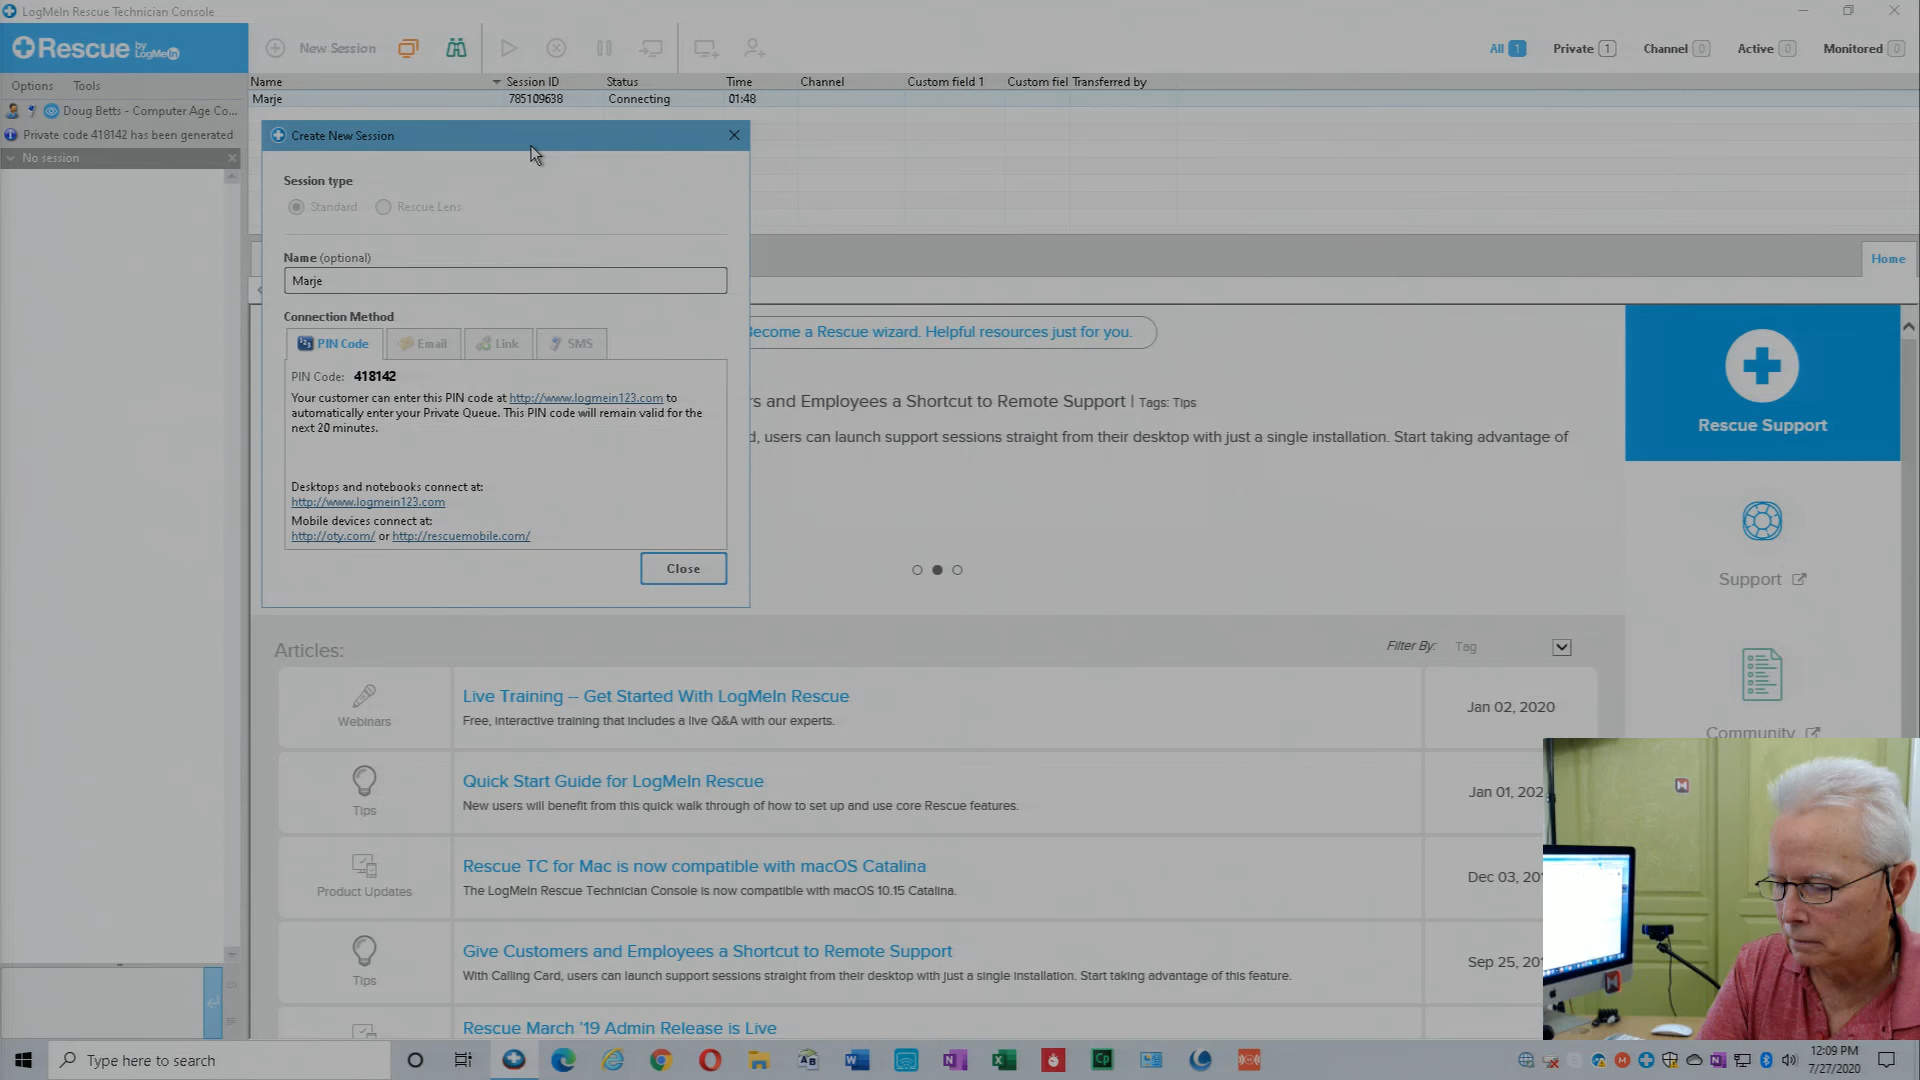 LogMeIn Rescue Technician Console
Rescue by LogMeIn
New Session
All 1 Private 1 Channel 0 Active 0 Monitored 0
Options Tools
Name Session ID Status Time Channel Custom field 1 Custom fiel Transferred by
Marje 785109638 Connecting 01:48
Doug Betts - Computer Age Co...
Private code 418142 has been generated
No session
Create New Session
Session type
Standard Rescue Lens
Name (optional)
Marje
Connection Method
PIN Code Email Link SMS
PIN Code: 418142
Your customer can enter this PIN code at http://www.logmein123.com to
automatically enter your Private Queue. This PIN code will remain valid for the
next 20 minutes.
Desktops and notebooks connect at:
http://www.logmein123.com
Mobile devices connect at:
http://oty.com/ or http://rescuemobile.com/
Close
Home
Become a Rescue wizard. Helpful resources just for you.
rs and Employees a Shortcut to Remote Support | Tags: Tips
d, users can launch support sessions straight from their desktop with just a single installation. Start taking advantage of
Rescue Support
Support
Community
Articles:
Filter By: Tag
Webinars
Live Training -- Get Started With LogMeIn Rescue
Free, interactive training that includes a live Q&A with our experts.
Jan 02, 2020
Tips
Quick Start Guide for LogMeIn Rescue
New users will benefit from this quick walk through of how to set up and use core Rescue features.
Jan 01, 202
Product Updates
Rescue TC for Mac is now compatible with macOS Catalina
The LogMeIn Rescue Technician Console is now compatible with macOS 10.15 Catalina.
Dec 03, 20
Tips
Give Customers and Employees a Shortcut to Remote Support
With Calling Card, users can launch support sessions straight from their desktop with just a single installation. Start taking advantage of this feature.
Sep 25, 20
Rescue March '19 Admin Release is Live
Type here to search
12:09 PM
7/27/2020